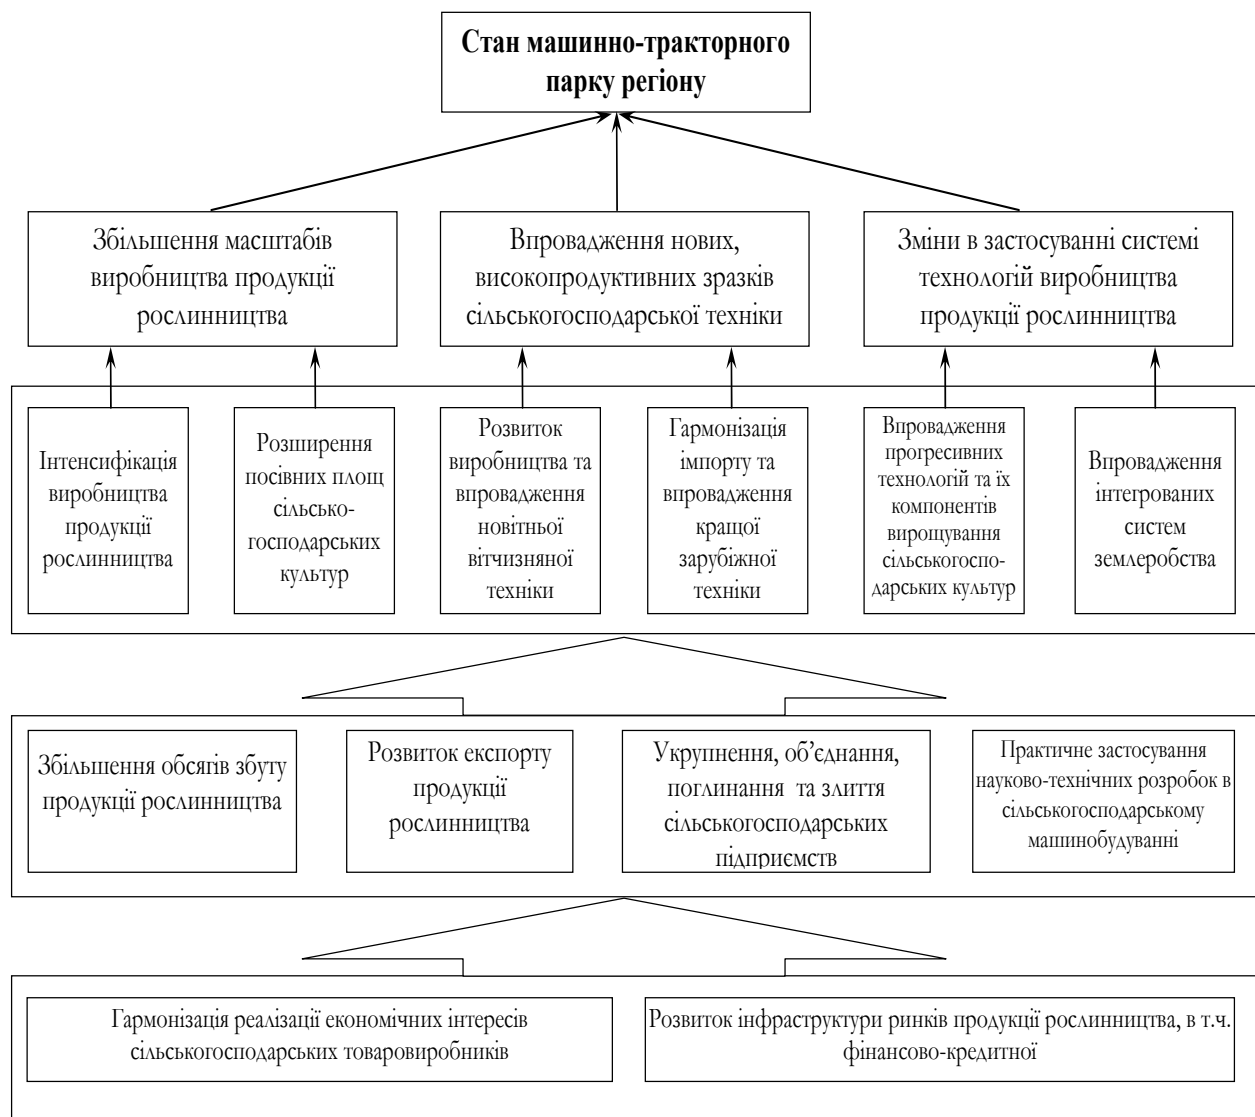 Стан машинно-тракторного
парку регіону
Збільшення масштабів
виробництва продукції
рослинництва
Впровадження нових,
високопродуктивних зразків
сільськогосподарської техніки
Зміни в застосуванні системі
технологій виробництва
продукції рослинництва
Інтенсифікація
виробництва
продукції
рослинництва
Розширення
посівних площ
сільсько-
господарських
культур
Розвиток
виробництва та
впровадження
новітньої
вітчизняної
техніки
Гармонізація
імпорту та
впровадження
кращої
зарубіжної
техніки
Впровадження
прогресивних
технологій та їх
компонентів
вирощування
сільськогоспо-
дарських культур
Впровадження
інтегрованих
систем
землеробства
Збільшення обсягів збуту
продукції рослинництва
Розвиток експорту
продукції
рослинництва
Укрупнення, об’єднання,
поглинання та злиття
сільськогосподарських
підприємств
Практичне застосування
науково-технічних розробок в
сільськогосподарському
машинобудуванні
Гармонізація реалізації економічних інтересів
сільськогосподарських товаровиробників
Розвиток інфраструктури ринків продукції рослинництва, в т.ч.
фінансово-кредитної